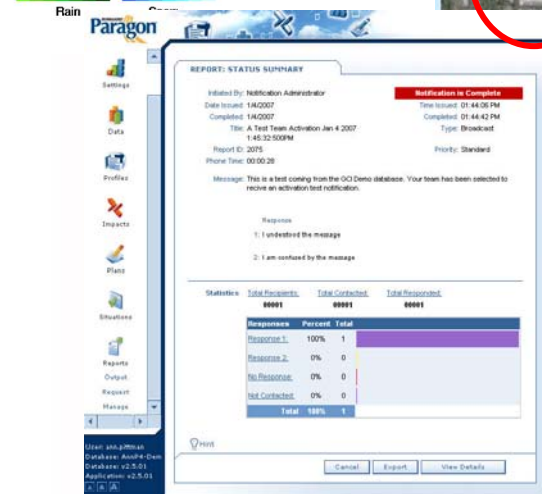 Rain
Paragon
REPORT: STATUS SUMMARY
Initiated By: Notification Administrator
Notification is Complete
Date Issued: 1/4/2007
Time Issued: 01:44:06 PM
Completed: 1/4/2007
Completed: 01:44:42 PM
Title: A Test Team Activation Jan 4 2007
1:45:32:500PM
Type: Broadcast
Report ID: 2075
Priority: Standard
Phone Time: 00:00:28
Message: This is a test coming from the GCI Demo database. Your team has been selected to
recive an activation test notification.
Response
1: I understood the message
2: I am confused by the message
Statistics
Total Recipients:
Total Contacted:
Total Responded:
00001
00001
00001
Responses Percent Total
Response 1: 100% 1
Response 2: 0% 0
No Response: 0% 0
Not Contacted: 0% 0
Total 100% 1
Hint
Cancel
Export
View Details
Settings
Data
Profiles
Impacts
Plans
Situations
Reports
Output
Request
Manage
User: ann.pittman
Database: AnnP4-Dem
Database: v2.5.01
Application: v2.5.01
A A A